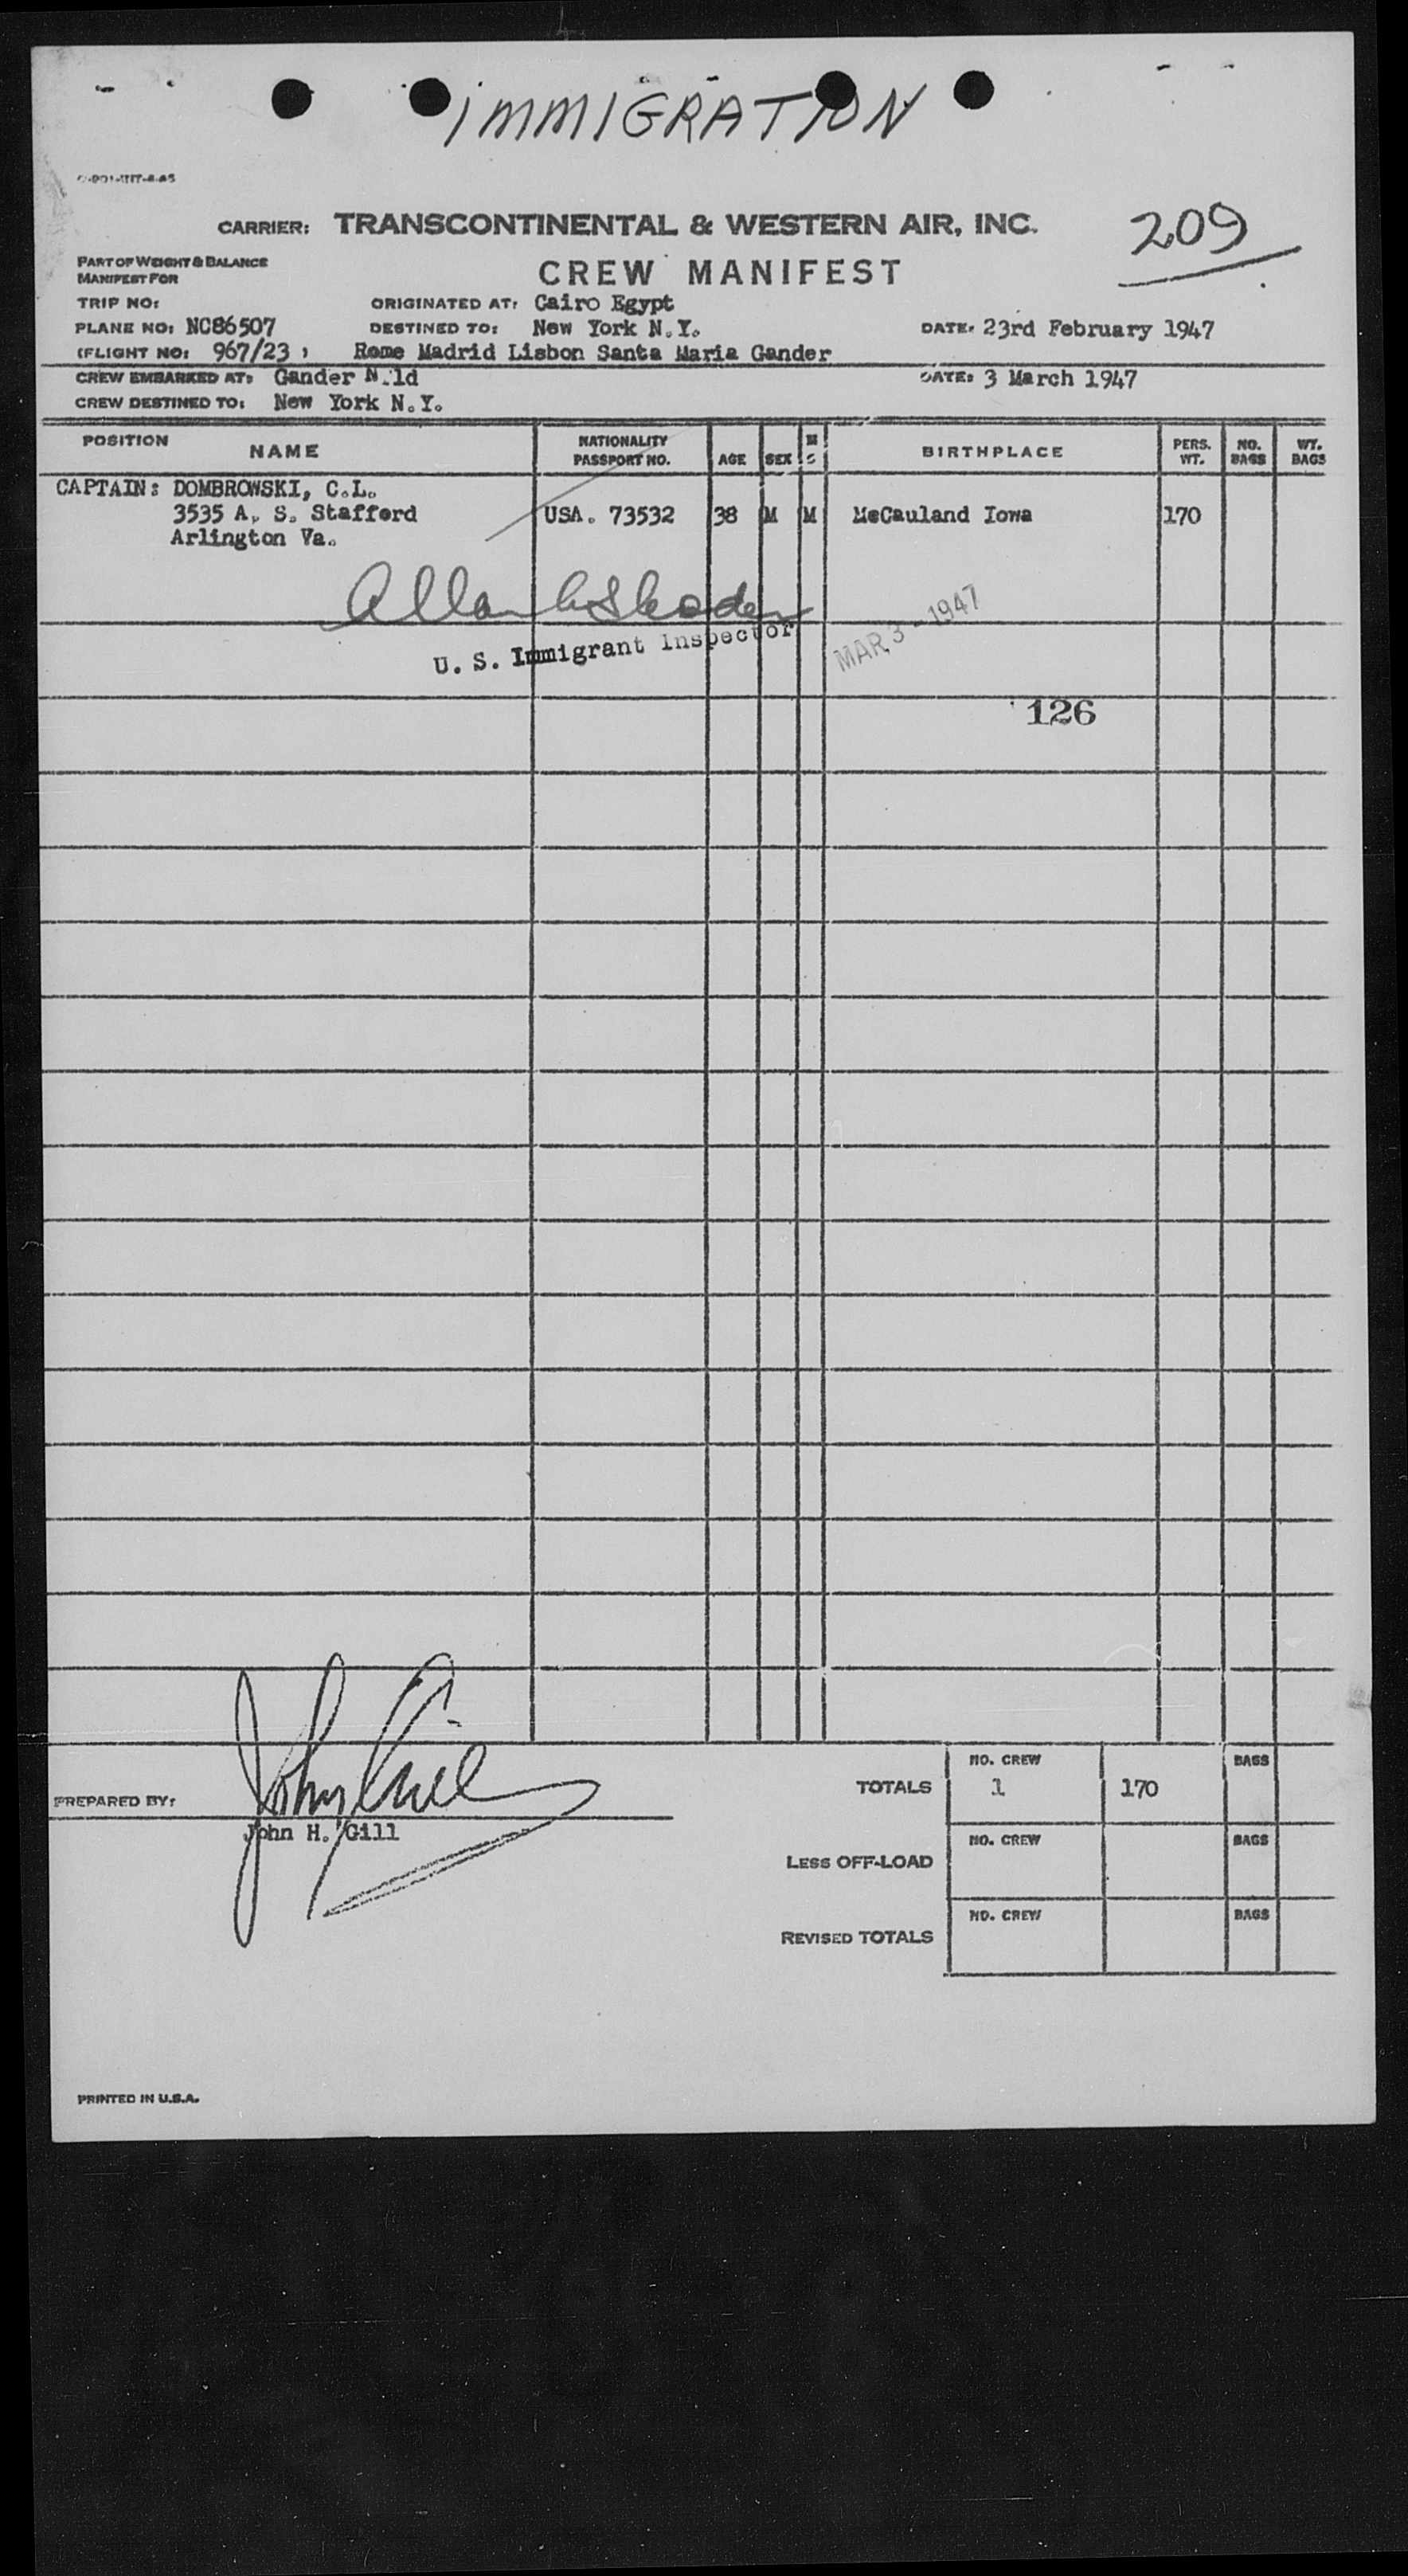 IMMIGRATION
CARRIER: TRANSCONTINENTAL & WESTERN AIR, INC.
209
PART OF WEIGHT & BALANCE
MANIFEST FOR
CREW MANIFEST
TRIP NO:
ORIGINATED AT: Cairo Egypt
PLANE NO: NC86507
DESTINED TO: New York N.Y.
DATE: 23rd February 1947
(FLIGHT NO: 967/23 )
Rome Madrid Lisbon Santa Maria Gander
CREW EMBARKED AT: Gander N.ld
DATE: 3 March 1947
CREW DESTINED TO: New York N.Y.
POSITION NAME NATIONALITY PASSPORT NO. AGE SEX M S BIRTHPLACE PERS. WT. NO. BAGS WT. BAGS
CAPTAIN: DOMBROWSKI, C.L.
3535 A. S. Stafford USA. 73532 38 M M McCauland Iowa 170
Arlington Va.
U. S. Immigrant Inspector
MAR 3 - 1947
126
NO. CREW BAGS
TOTALS 1 170
PREPARED BY: John Gill
John H. Gill
NO. CREW BAGS
LESS OFF-LOAD
NO. CREW BAGS
REVISED TOTALS
PRINTED IN U.S.A.